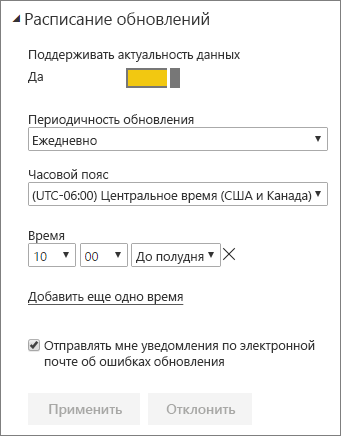 Расписание обновлений
Поддерживать актуальность данных
Да
Периодичность обновления
Ежедневно
Часовой пояс
(UTC-06:00) Центральное время (США и Канада)
Время
10 00 До полудня
Добавить еще одно время
Отправлять мне уведомления по электронной
почте об ошибках обновления
Применить Отклонить